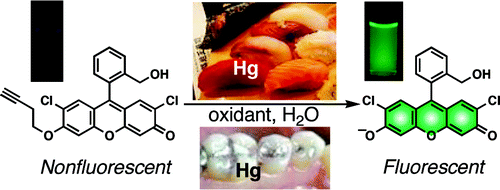 OH
Cl
Cl
O
O
O
Nonfluorescent
Hg
oxidant, H2O
Hg
OH
Cl
Cl
−O
O
O
Fluorescent